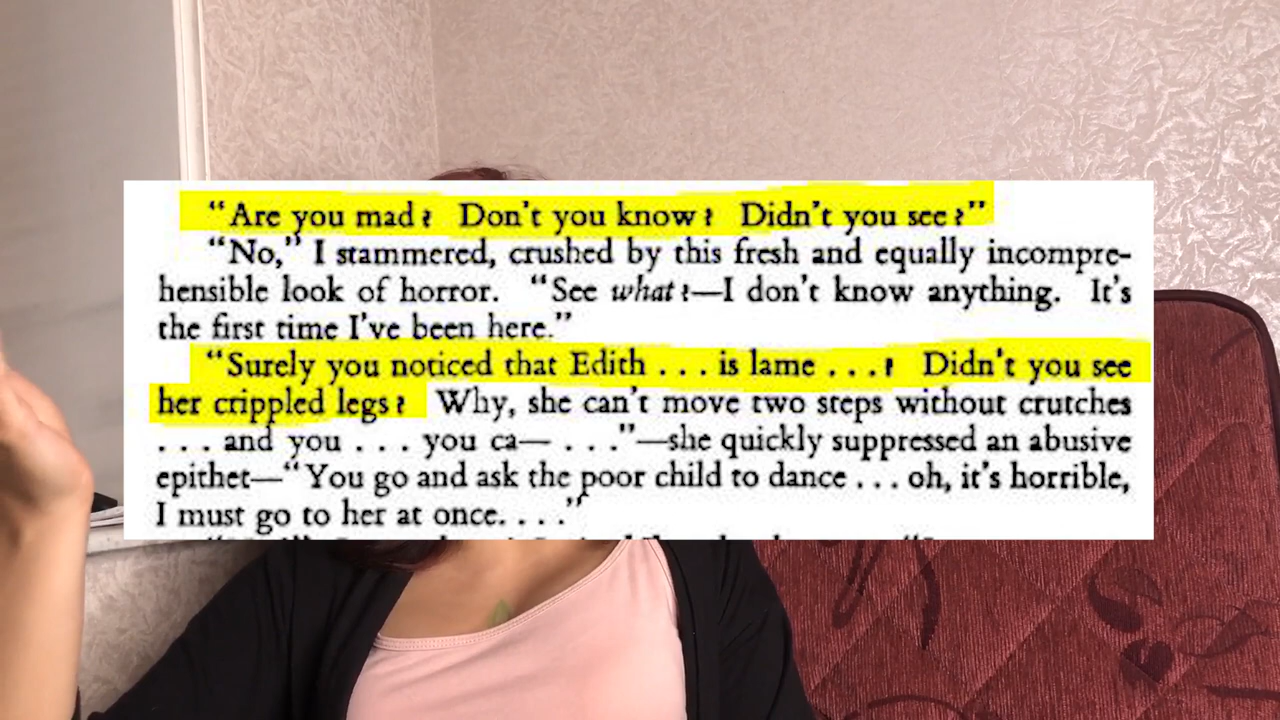 “Are you mad? Don’t you know? Didn’t you see?”
“No,” I stammered, crushed by this fresh and equally incompre-
hensible look of horror. “See what?—I don’t know anything. It’s
the first time I’ve been here.”
“Surely you noticed that Edith . . . is lame . . .? Didn’t you see
her crippled legs? Why, she can’t move two steps without crutches
. . . and you . . . you ca— . . .”—she quickly suppressed an abusive
epithet—“You go and ask the poor child to dance . . . oh, it’s horrible,
I must go to her at once. . . .”